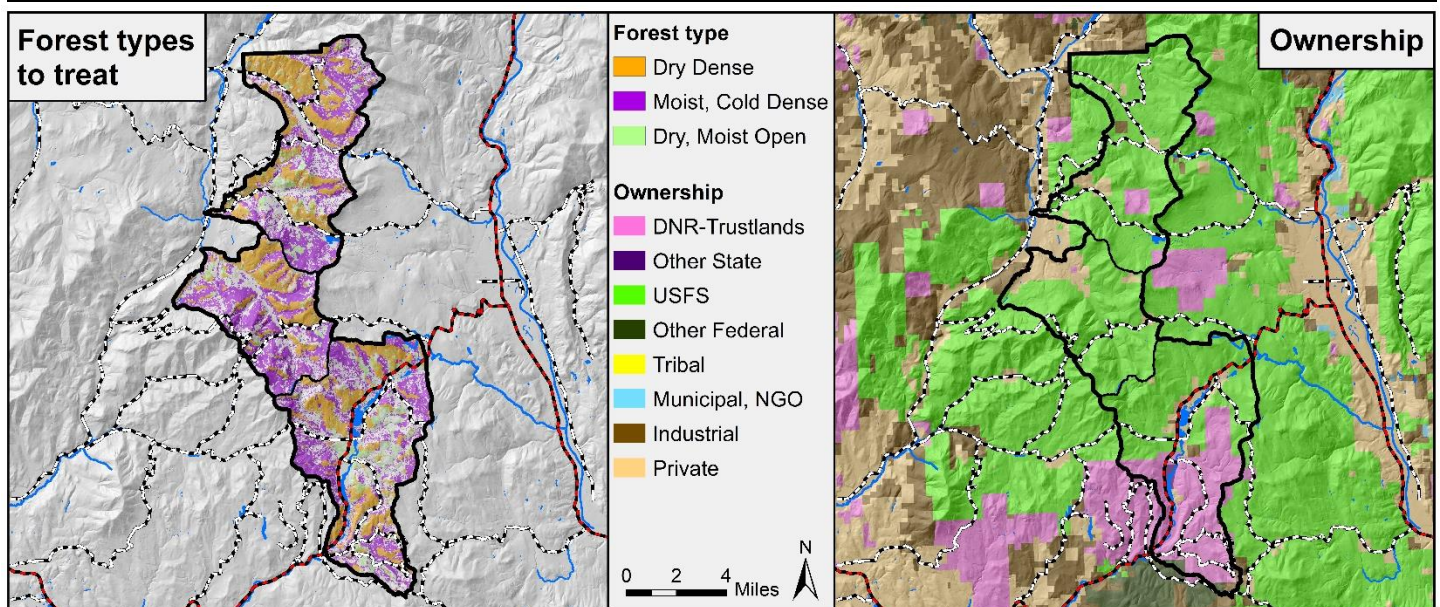 Forest types
to treat
Forest type
Dry Dense
Moist, Cold Dense
Dry, Moist Open
Ownership
DNR-Trustlands
Other State
USFS
Other Federal
Tribal
Municipal, NGO
Industrial
Private
N
0 2 4
Miles
Ownership